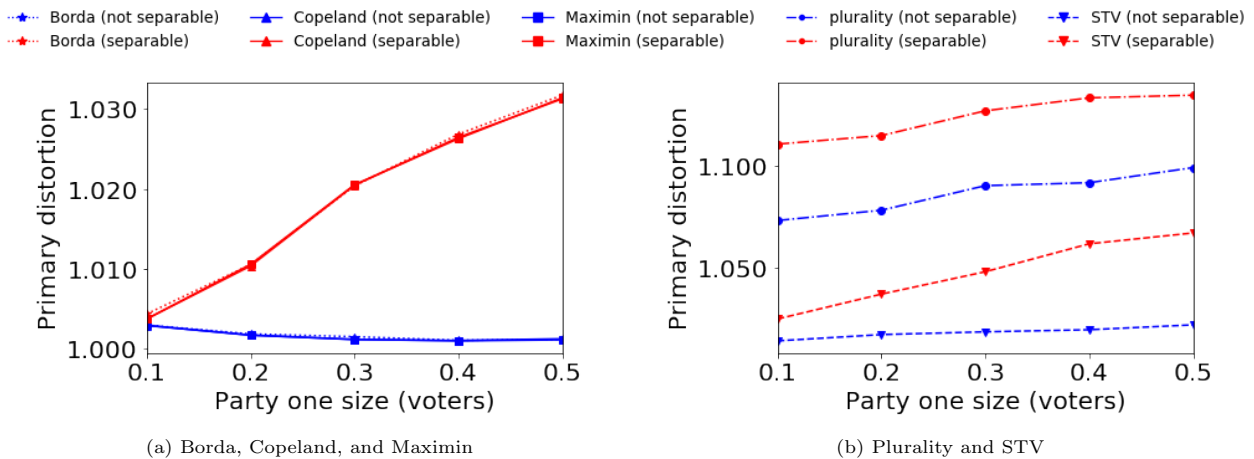 Borda (not separable) Copeland (not separable) Maximin (not separable) plurality (not separable) STV (not separable)
Borda (separable) Copeland (separable) Maximin (separable) plurality (separable) STV (separable)
Primary distortion
1.030
1.020
1.010
1.000
0.1 0.2 0.3 0.4 0.5
Party one size (voters)
(a) Borda, Copeland, and Maximin
Primary distortion
1.100
1.050
0.1 0.2 0.3 0.4 0.5
Party one size (voters)
(b) Plurality and STV